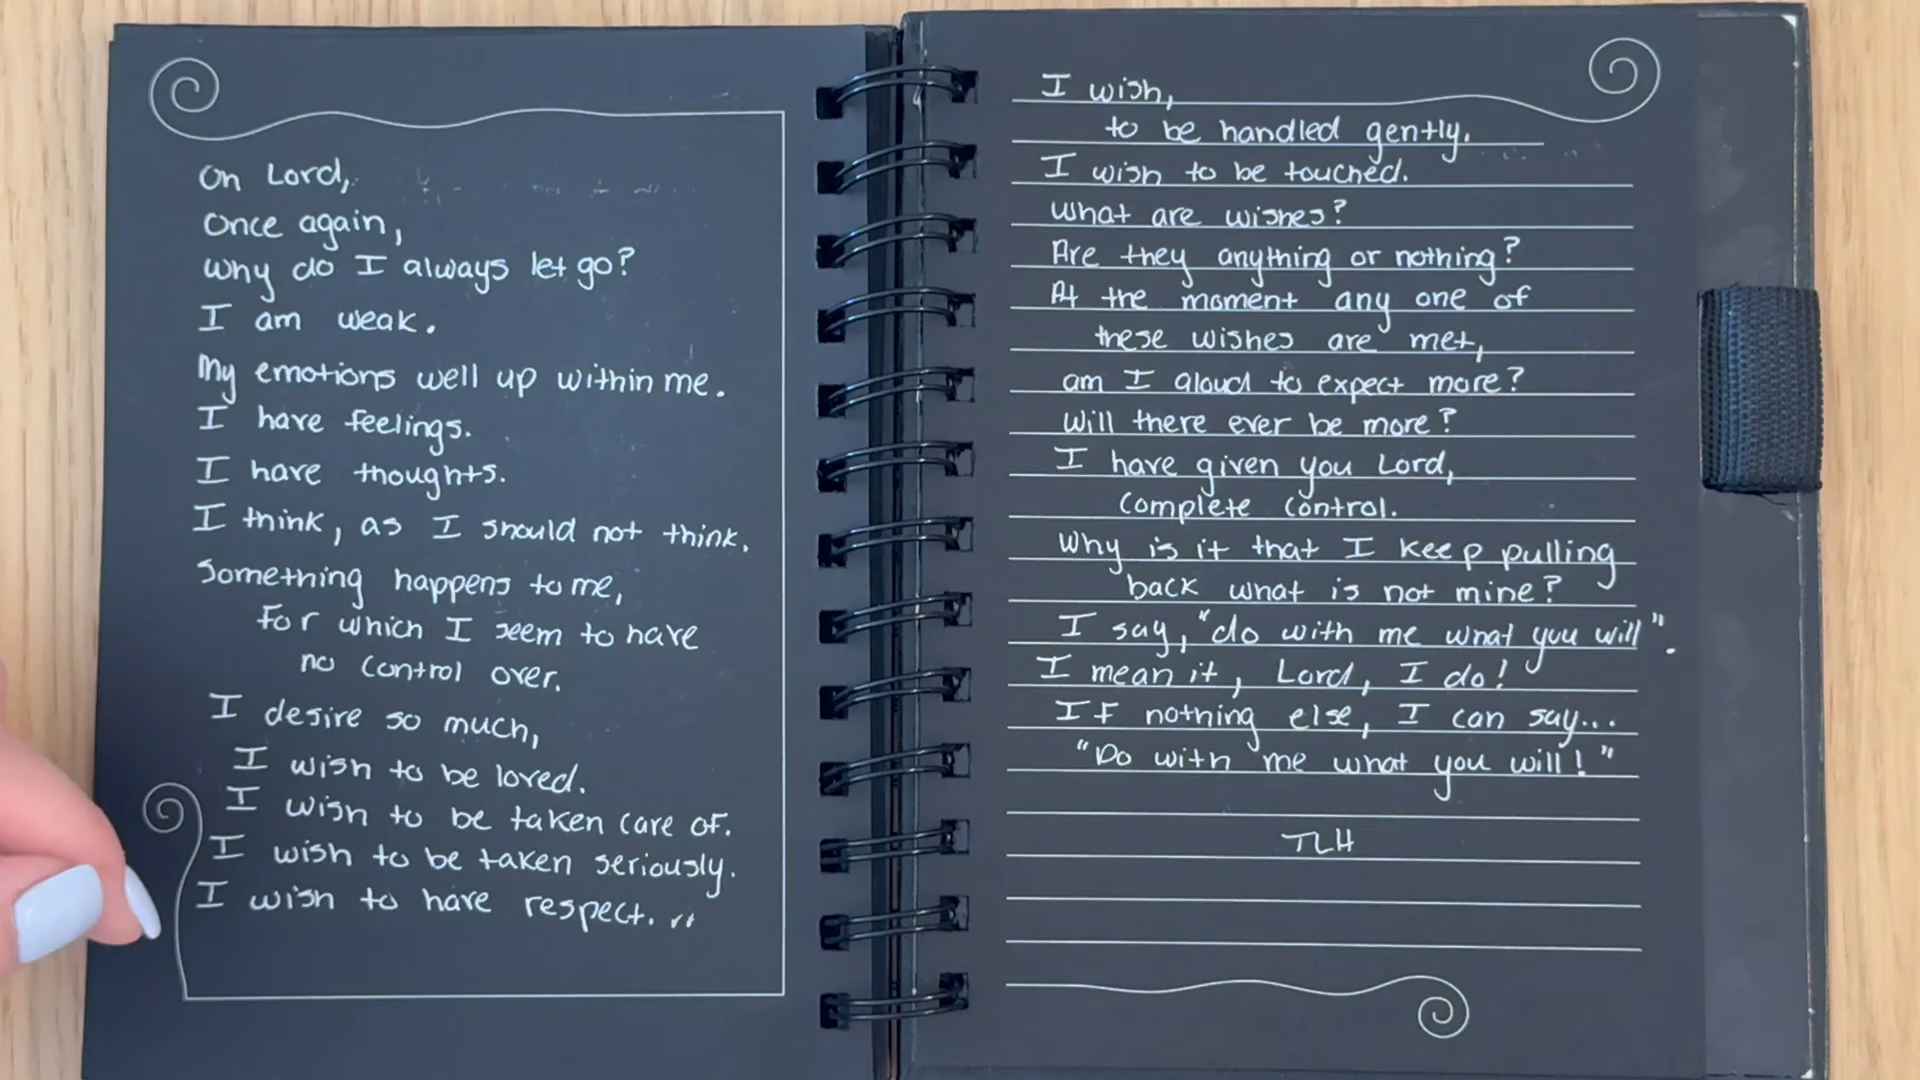 Oh Lord,
Once again,
Why do I always let go?
I am weak.
My emotions well up within me.
I have feelings.
I have thoughts.
I think, as I should not think.
Something happens to me,
For which I seem to have
no control over.
I desire so much,
I wish to be loved.
I wish to be taken care of.
I wish to be taken seriously.
I wish to have respect...
I wish,
to be handled gently.
I wish to be touched.
What are wishes?
Are they anything or nothing?
At the moment any one of
these wishes are met,
am I aloud to expect more?
Will there ever be more?
I have given you Lord,
Complete control.
Why is it that I keep pulling
back what is not mine?
I say, "do with me what you will".
I mean it, Lord, I do!
If nothing else, I can say...
"Do with me what you will!"
TLH